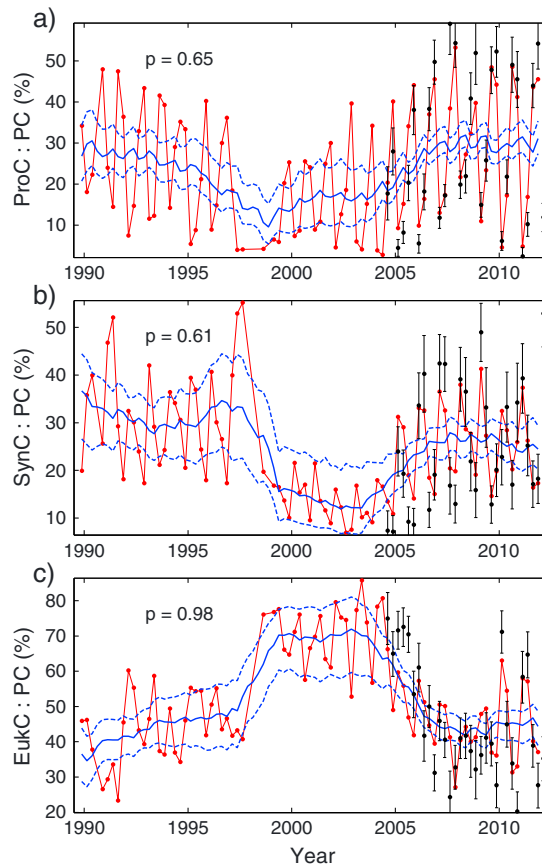 a)
p = 0.65
ProC : PC (%)
50
40
30
20
10
1990 1995 2000 2005 2010
b)
p = 0.61
SynC : PC (%)
50
40
30
20
10
1990 1995 2000 2005 2010
c)
p = 0.98
EukC : PC (%)
80
70
60
50
40
30
20
1990 1995 2000 2005 2010
Year